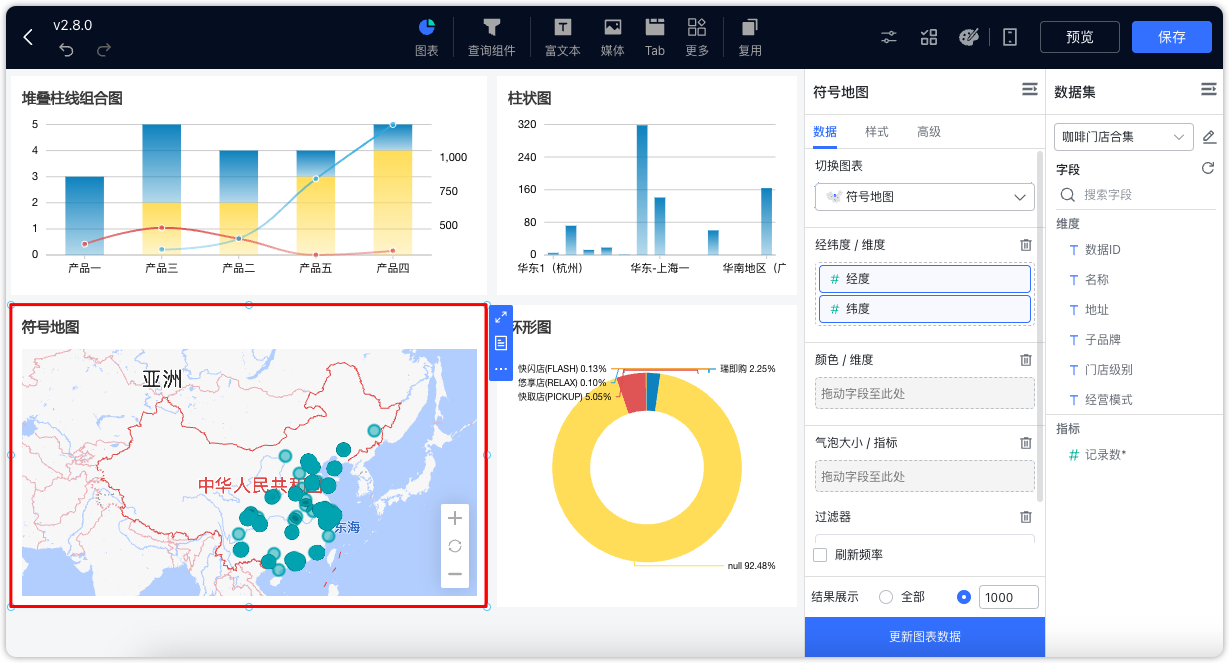 v2.8.0
图表
查询组件
富文本
媒体
Tab
更多
复用
预览
保存
堆叠柱线组合图
5
4
3
2
1
0
1,000
750
500
产品一
产品三
产品二
产品五
产品四
柱状图
320
240
160
80
0
华东1（杭州）
华东-上海一
华南地区（广
符号地图
亚洲
中华人民共和国
东海
环形图
快闪店(FLASH) 0.13%
悠享店(RELAX) 0.10%
快取店(PICKUP) 5.05%
瑞即购 2.25%
null 92.48%
符号地图
数据
样式
高级
切换图表
符号地图
经纬度 / 维度
# 经度
# 纬度
颜色 / 维度
拖动字段至此处
气泡大小 / 指标
拖动字段至此处
过滤器
刷新频率
结果展示
全部
1000
更新图表数据
数据集
咖啡门店合集
字段
搜索字段
维度
T 数据ID
T 名称
T 地址
T 子品牌
T 门店级别
T 经营模式
指标
# 记录数*